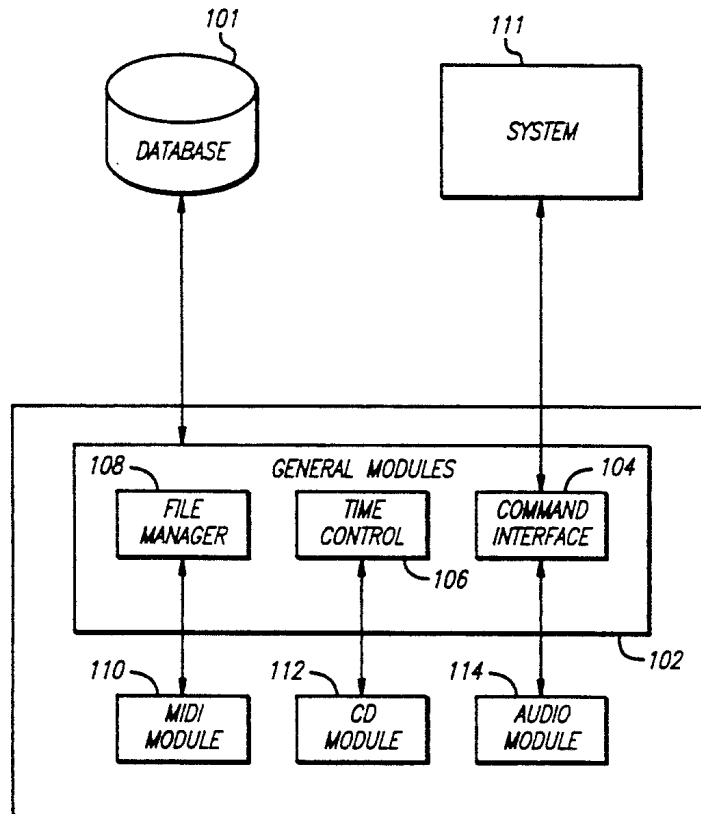 101
111
DATABASE
SYSTEM
GENERAL MODULES
108
104
FILE
MANAGER
TIME
CONTROL
COMMAND
INTERFACE
106
102
110
112
114
MIDI
MODULE
CD
MODULE
AUDIO
MODULE